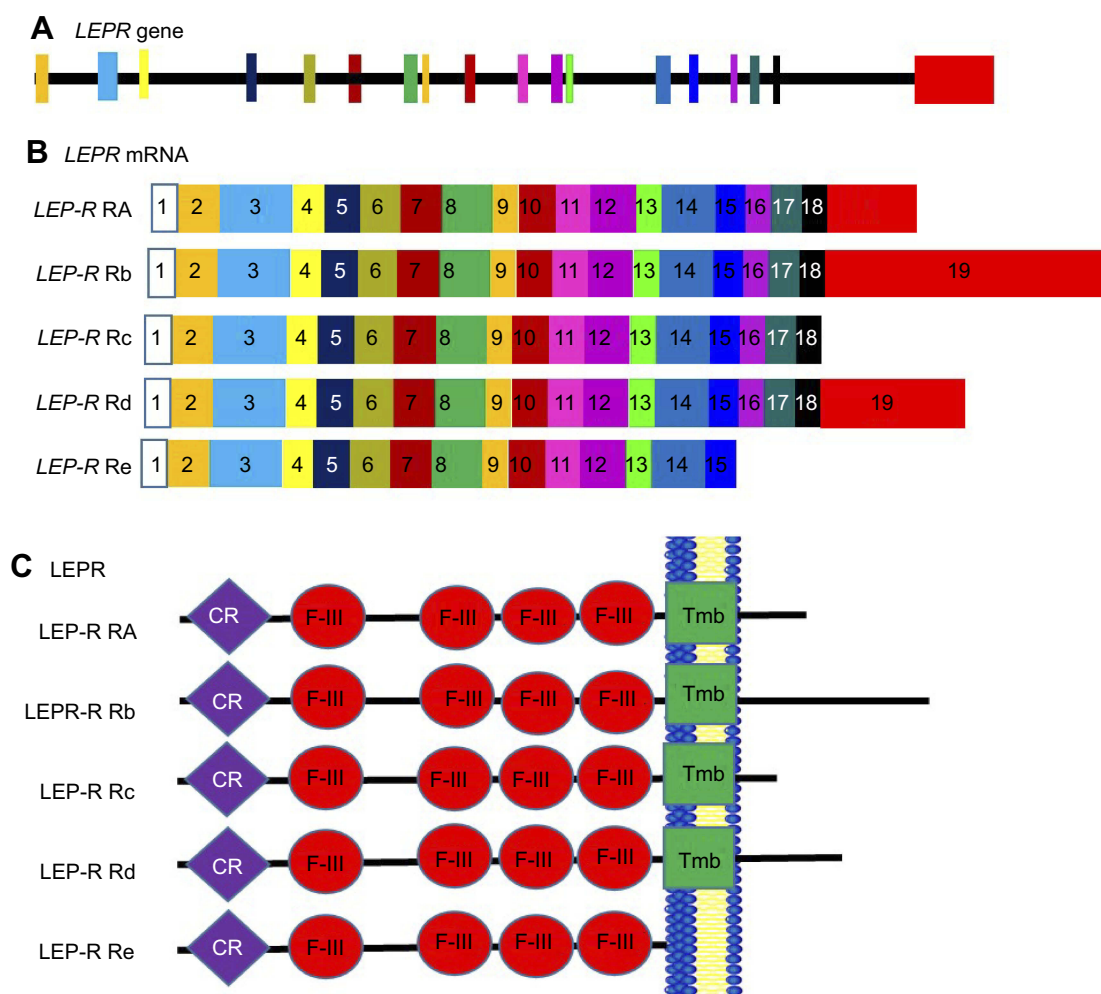 A LEPR gene
B LEPR mRNA
LEP-R RA 1 2 3 4 5 6 7 8 9 10 11 12 13 14 15 16 17 18
LEP-R Rb 1 2 3 4 5 6 7 8 9 10 11 12 13 14 15 16 17 18 19
LEP-R Rc 1 2 3 4 5 6 7 8 9 10 11 12 13 14 15 16 17 18
LEP-R Rd 1 2 3 4 5 6 7 8 9 10 11 12 13 14 15 16 17 18 19
LEP-R Re 1 2 3 4 5 6 7 8 9 10 11 12 13 14 15
C LEPR
LEP-R RA CR F-III F-III F-III F-III Tmb
LEPR-R Rb CR F-III F-III F-III F-III Tmb
LEP-R Rc CR F-III F-III F-III F-III Tmb
LEP-R Rd CR F-III F-III F-III F-III Tmb
LEP-R Re CR F-III F-III F-III F-III